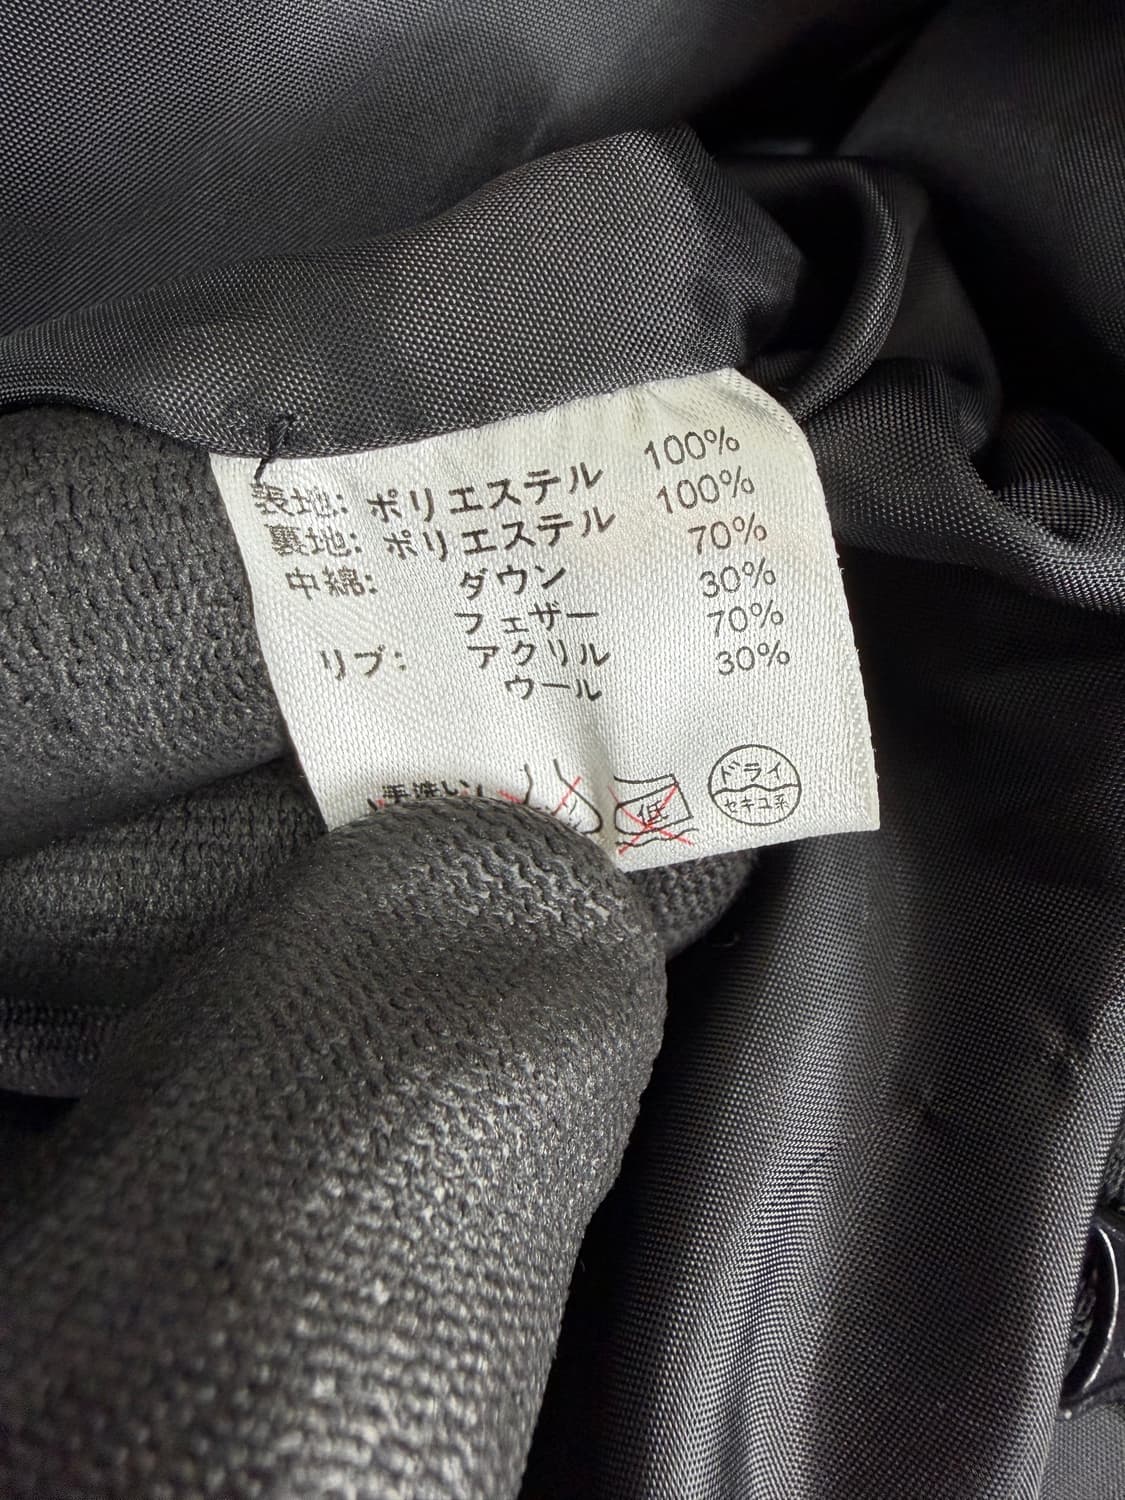 表地: ポリエステル 100%
裏地: ポリエステル 100%
中綿: ダウン 70%
フェザー 30%
リブ: アクリル 70%
ウール 30%
手洗い
低
ドライ
セキユ系